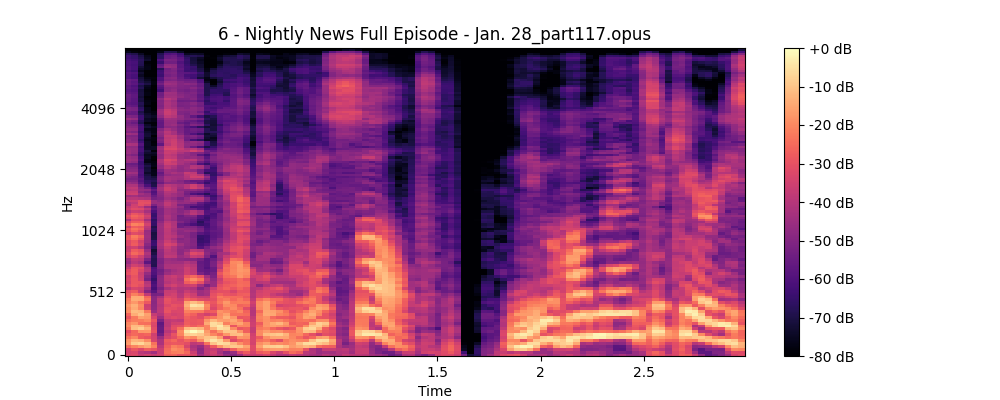 6 - Nightly News Full Episode - Jan. 28_part117.opus
Hz
4096
2048
1024
512
0
0
0.5
1
1.5
2
2.5
Time
+0 dB
-10 dB
-20 dB
-30 dB
-40 dB
-50 dB
-60 dB
-70 dB
-80 dB